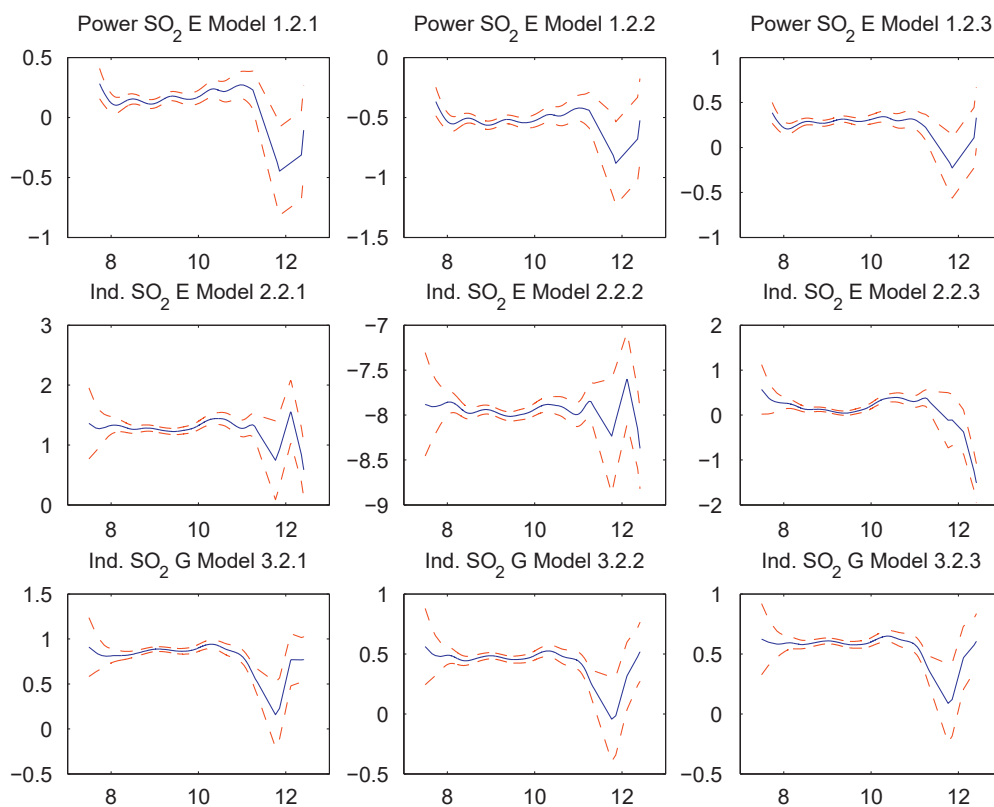 Power SO2 E Model 1.2.1
Power SO2 E Model 1.2.2
Power SO2 E Model 1.2.3
0.5
0
−0.5
−1
8 10 12
0
−0.5
−1
−1.5
8 10 12
1
0.5
0
−0.5
−1
8 10 12
Ind. SO2 E Model 2.2.1
Ind. SO2 E Model 2.2.2
Ind. SO2 E Model 2.2.3
3
2
1
0
8 10 12
−7
−7.5
−8
−8.5
−9
8 10 12
2
1
0
−1
−2
8 10 12
Ind. SO2 G Model 3.2.1
Ind. SO2 G Model 3.2.2
Ind. SO2 G Model 3.2.3
1.5
1
0.5
0
−0.5
8 10 12
1
0.5
0
−0.5
8 10 12
1
0.5
0
−0.5
8 10 12